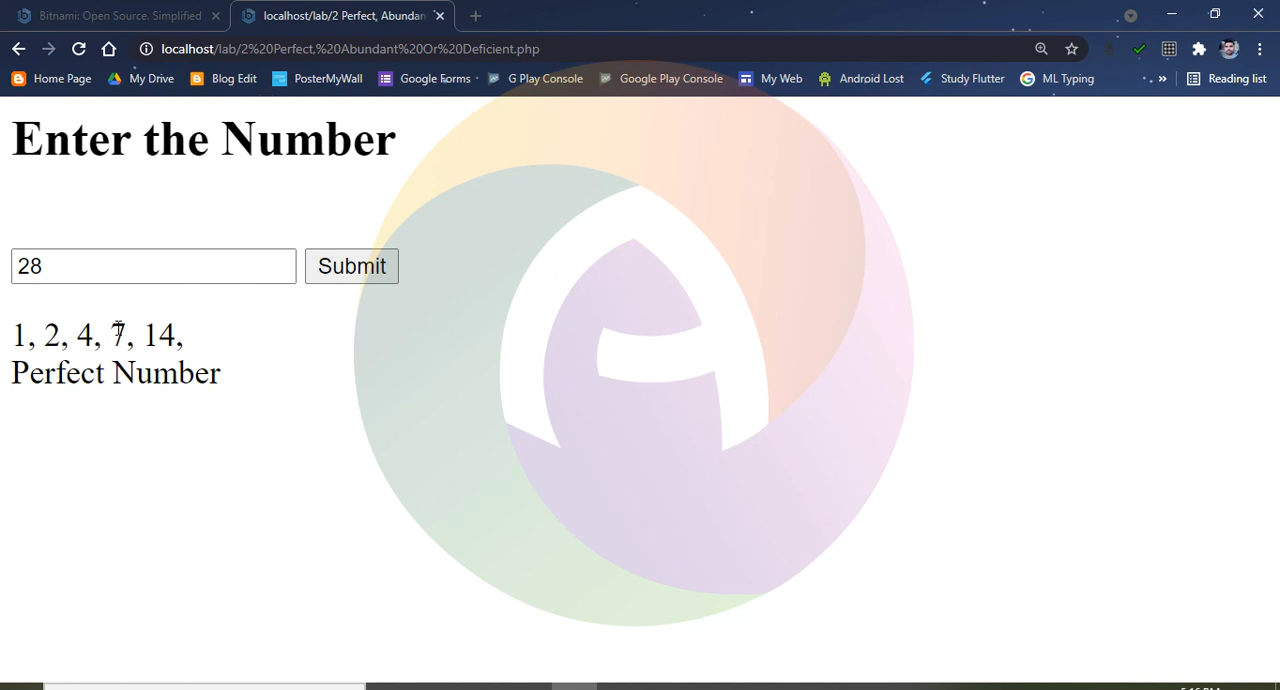 Bitnami: Open Source. Simplified
localhost/lab/2 Perfect, Abundan
localhost/lab/2%20Perfect,%20Abundant%20Or%20Deficient.php
Home Page My Drive Blog Edit PosterMyWall Google Forms G Play Console Google Play Console My Web Android Lost Study Flutter ML Typing » Reading list
Enter the Number
28 Submit
1, 2, 4, 7, 14,
Perfect Number